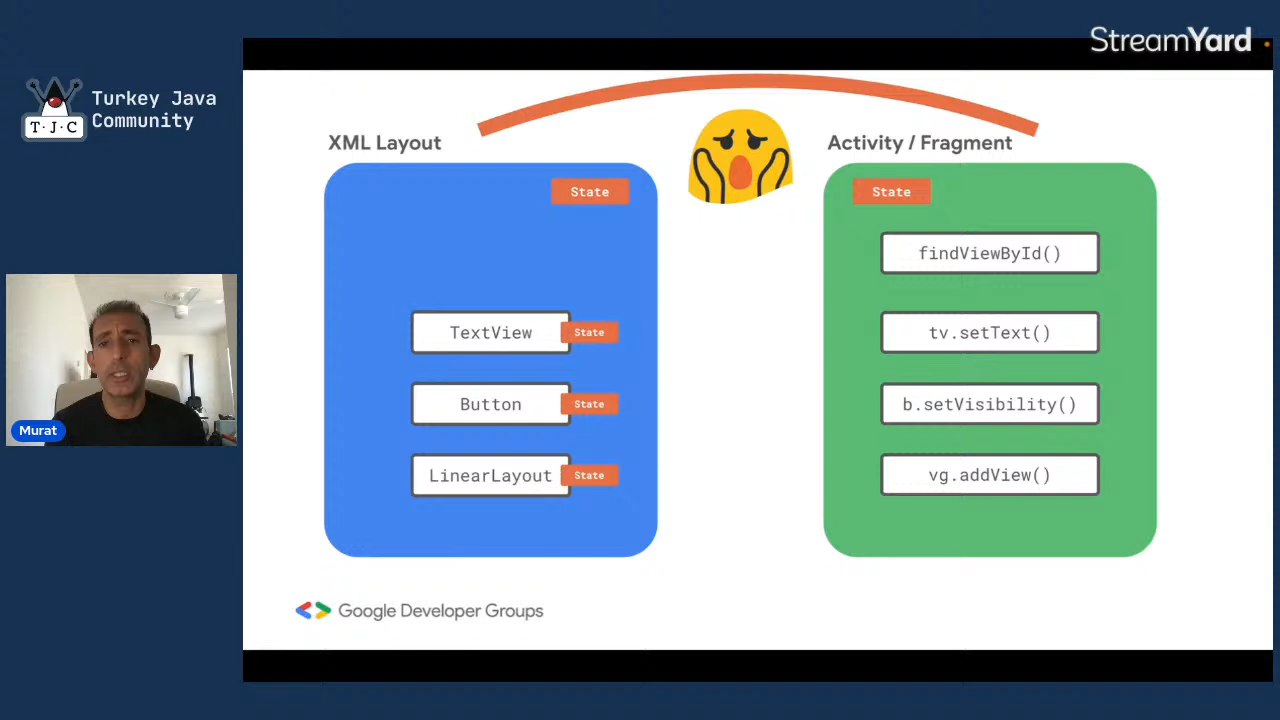 StreamYard
Turkey Java
Community
T·J·C
XML Layout
Activity / Fragment
State
State
findViewById()
TextView
State
tv.setText()
Button
State
b.setVisibility()
LinearLayout
State
vg.addView()
Murat
Google Developer Groups